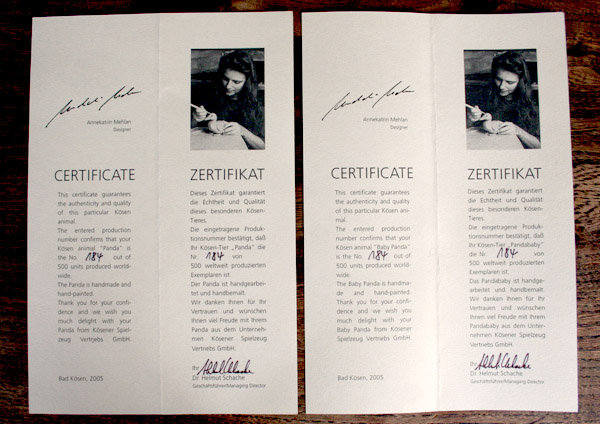 Annekatrin Mehlan
Designer
CERTIFICATE
This certificate guarantees
the authenticity and quality
of this particular Kösen
animal.
The entered production
number confirms that your
Kösen animal "Panda" is
the No. 184 out of
500 units produced world-
wide.
The Panda is handmade and
hand-painted.
Thank you for your confi-
dence and we wish you
much delight with your
Panda from Kösener Spiel-
zeug Vertriebs GmbH.
Bad Kösen, 2005
ZERTIFIKAT
Dieses Zertifikat garantiert
die Echtheit und Qualität
dieses besonderen Kösen-
Tieres.
Die eingetragene Produk-
tionsnummer bestätigt, daß
Ihr Kösen-Tier „Panda" die
Nr. 184 von
500 weltweit produzierten
Exemplaren ist.
Der Panda ist handgearbei-
tet und handbemalt.
Wir danken Ihnen für Ihr
Vertrauen und wünschen
Ihnen viel Freude mit Ihrem
Panda aus dem Unterneh-
men Kösener Spielzeug
Vertriebs GmbH.
Ihr
Dr. Helmut Schache
Geschäftsführer/Managing Director
Annekatrin Mehlan
Designer
CERTIFICATE
This certificate guarantees
the authenticity and quality
of this particular Kösen ani-
mal.
The entered production
number confirms that your
Kösen animal "Baby Panda"
is the No. 184 out of
500 units produced world-
wide.
The Baby Panda is handma-
de and hand-painted.
Thank you for your confi-
dence and we wish you
much delight with your
Baby Panda from Kösener
Spielzeug Vertriebs GmbH.
Bad Kösen, 2005
ZERTIFIKAT
Dieses Zertifikat garantiert
die Echtheit und Qualität
dieses besonderen Kösen-
Tieres.
Die eingetragene Produk-
tionsnummer bestätigt, daß
Ihr Kösen-Tier „Pandababy"
die Nr 184 von
500 weltweit produzierten
Exemplaren ist.
Das Pandababy ist handge-
arbeitet und handbemalt.
Wir danken Ihnen für Ihr
Vertrauen und wünschen
Ihnen viel Freude mit Ihrem
Pandababy aus dem Unter-
nehmen Kösener Spielzeug
Vertriebs GmbH.
Ihr
Dr. Helmut Schache
Geschäftsführer/Managing Director